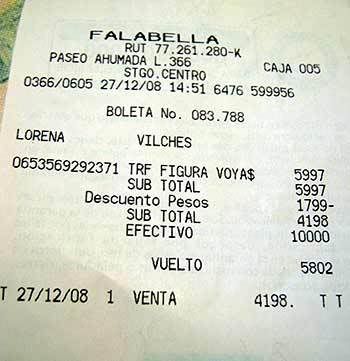 FALABELLA
RUT 77.261.280-K
PASEO AHUMADA L.366 CAJA 005
STGO.CENTRO
0366/0605 27/12/08 14:51 6476 599956
BOLETA No. 083.788
LORENA VILCHES
0653569292371 TRF FIGURA VOYA$ 5997
SUB TOTAL 5997
Descuento Pesos 1799-
SUB TOTAL 4198
EFECTIVO 10000
VUELTO 5802
T 27/12/08 1 VENTA 4198. T T